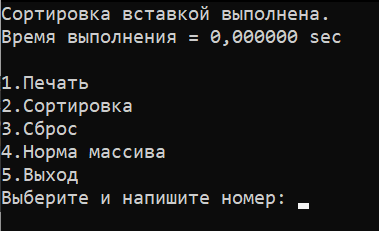 Сортировка вставкой выполнена.
Время выполнения = 0,000000 sec
1.Печать
2.Сортировка
3.Сброс
4.Норма массива
5.Выход
Выберите и напишите номер: